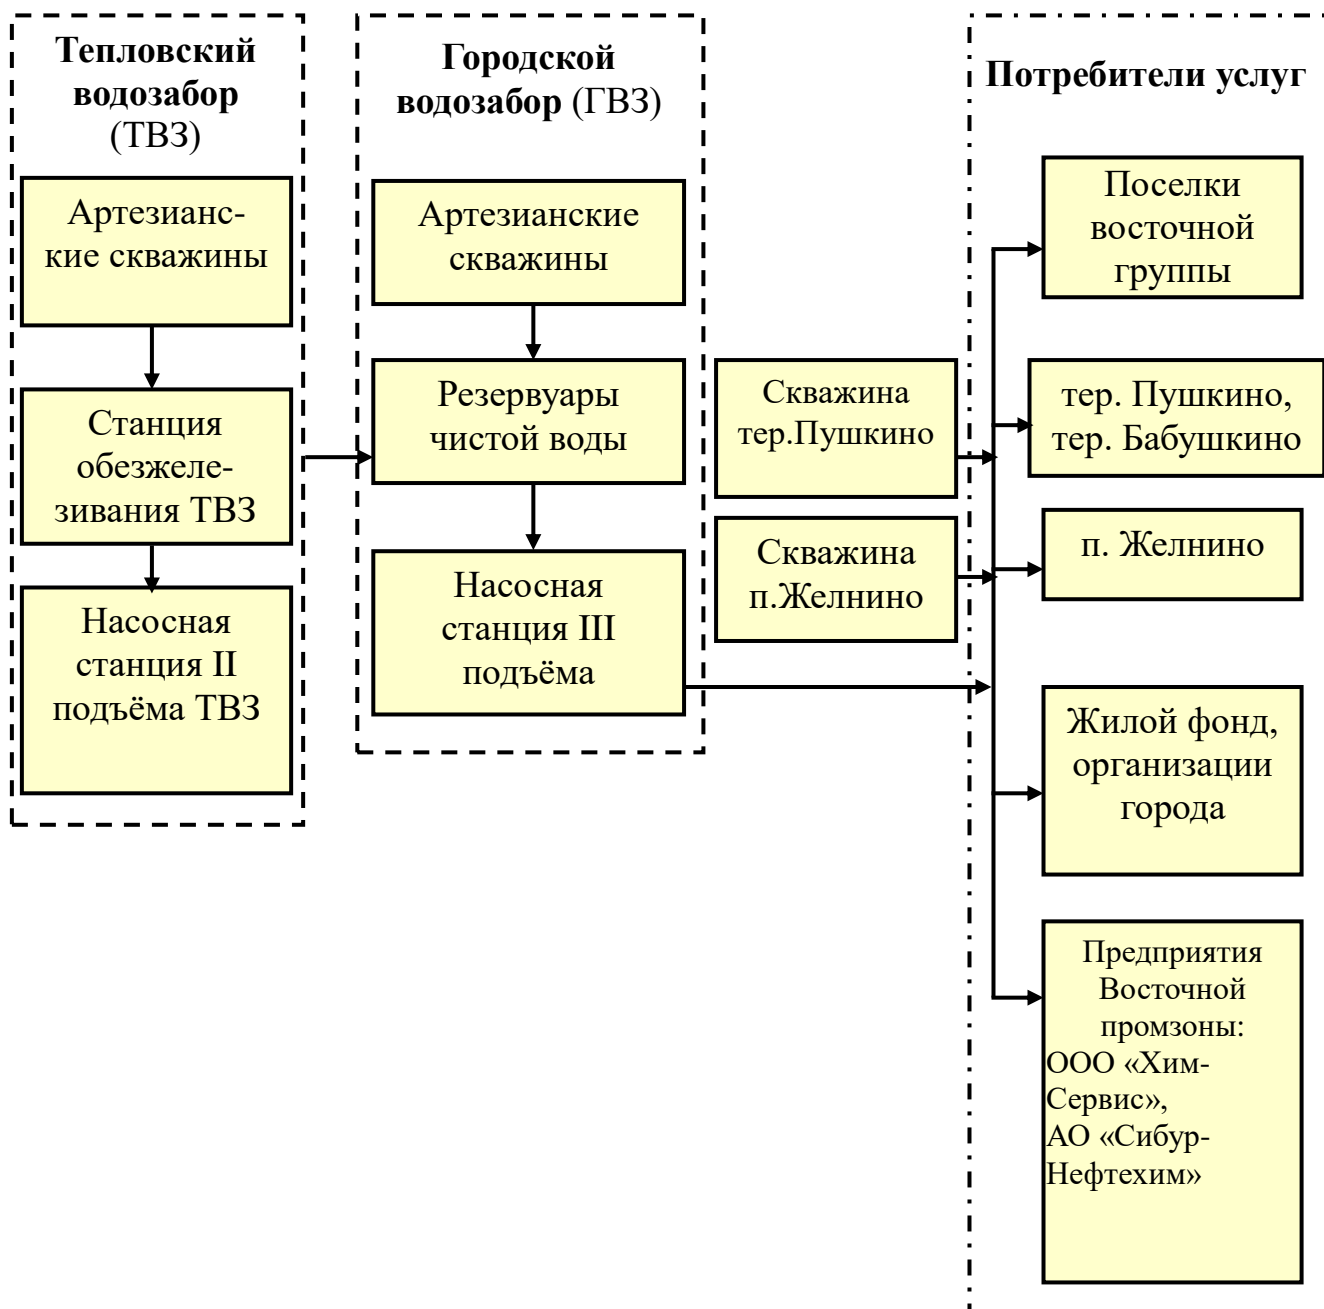 Тепловский
водозабор
(ТВЗ)
Артезианс-
кие скважины
Станция
обезжеле-
зивания ТВЗ
Насосная
станция II
подъёма ТВЗ
Городской
водозабор (ГВЗ)
Артезианские
скважины
Резервуары
чистой воды
Насосная
станция III
подъёма
Скважина
тер.Пушкино
Скважина
п.Желнино
Потребители услуг
Поселки
восточной
группы
тер. Пушкино,
тер. Бабушкино
п. Желнино
Жилой фонд,
организации
города
Предприятия
Восточной
промзоны:
ООО «Хим-
Сервис»,
АО «Сибур-
Нефтехим»